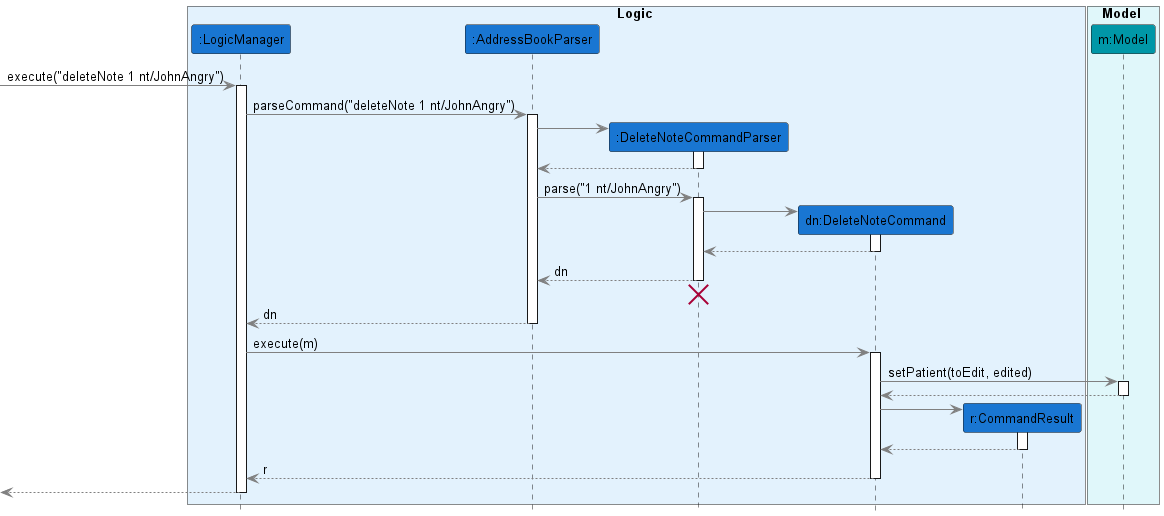 Logic
Model
:LogicManager
:AddressBookParser
m:Model
execute("deleteNote 1 nt/JohnAngry")
parseCommand("deleteNote 1 nt/JohnAngry")
:DeleteNoteCommandParser
parse("1 nt/JohnAngry")
dn:DeleteNoteCommand
dn
dn
execute(m)
setPatient(toEdit, edited)
r:CommandResult
r